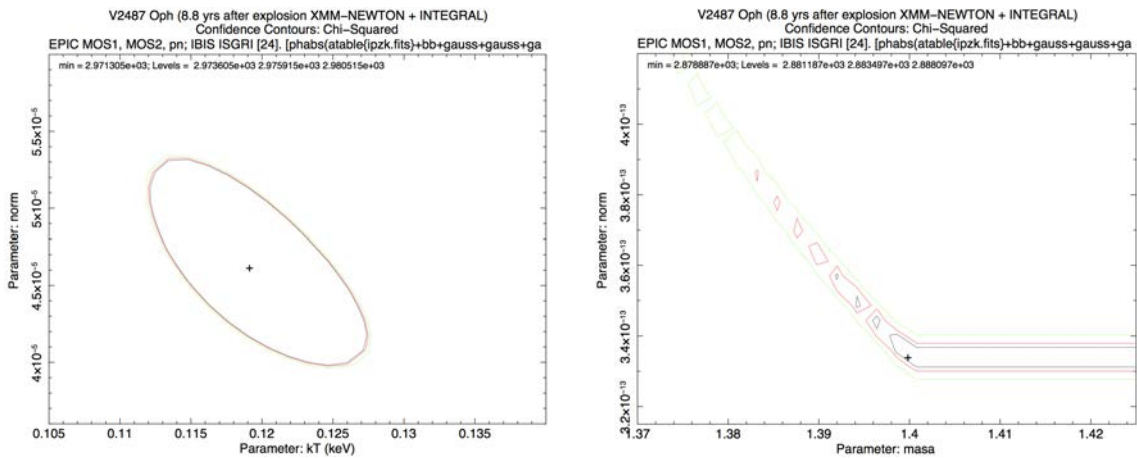 V2487 Oph (8.8 yrs after explosion XMM-NEWTON + INTEGRAL)
Confidence Contours: Chi-Squared
EPIC MOS1, MOS2, pn; IBIS ISGRI [24]. [phabs(atable{ipzk.fits}+bb+gauss+gauss+ga
min = 2.971305e+03; Levels = 2.973605e+03 2.975915e+03 2.980515e+03
Parameter: norm
5.5×10⁻⁵
5×10⁻⁵
4.5×10⁻⁵
4×10⁻⁵
0.105 0.11 0.115 0.12 0.125 0.13 0.135
Parameter: kT (keV)
V2487 Oph (8.8 yrs after explosion XMM-NEWTON + INTEGRAL)
Confidence Contours: Chi-Squared
EPIC MOS1, MOS2, pn; IBIS ISGRI [24]. [phabs(atable{ipzk.fits}+bb+gauss+gauss+ga
min = 2.878887e+03; Levels = 2.881187e+03 2.883497e+03 2.888097e+03
Parameter: norm
4×10⁻¹³
3.8×10⁻¹³
3.6×10⁻¹³
3.4×10⁻¹³
3.2×10⁻¹³
1.37 1.38 1.39 1.4 1.41 1.42
Parameter: masa